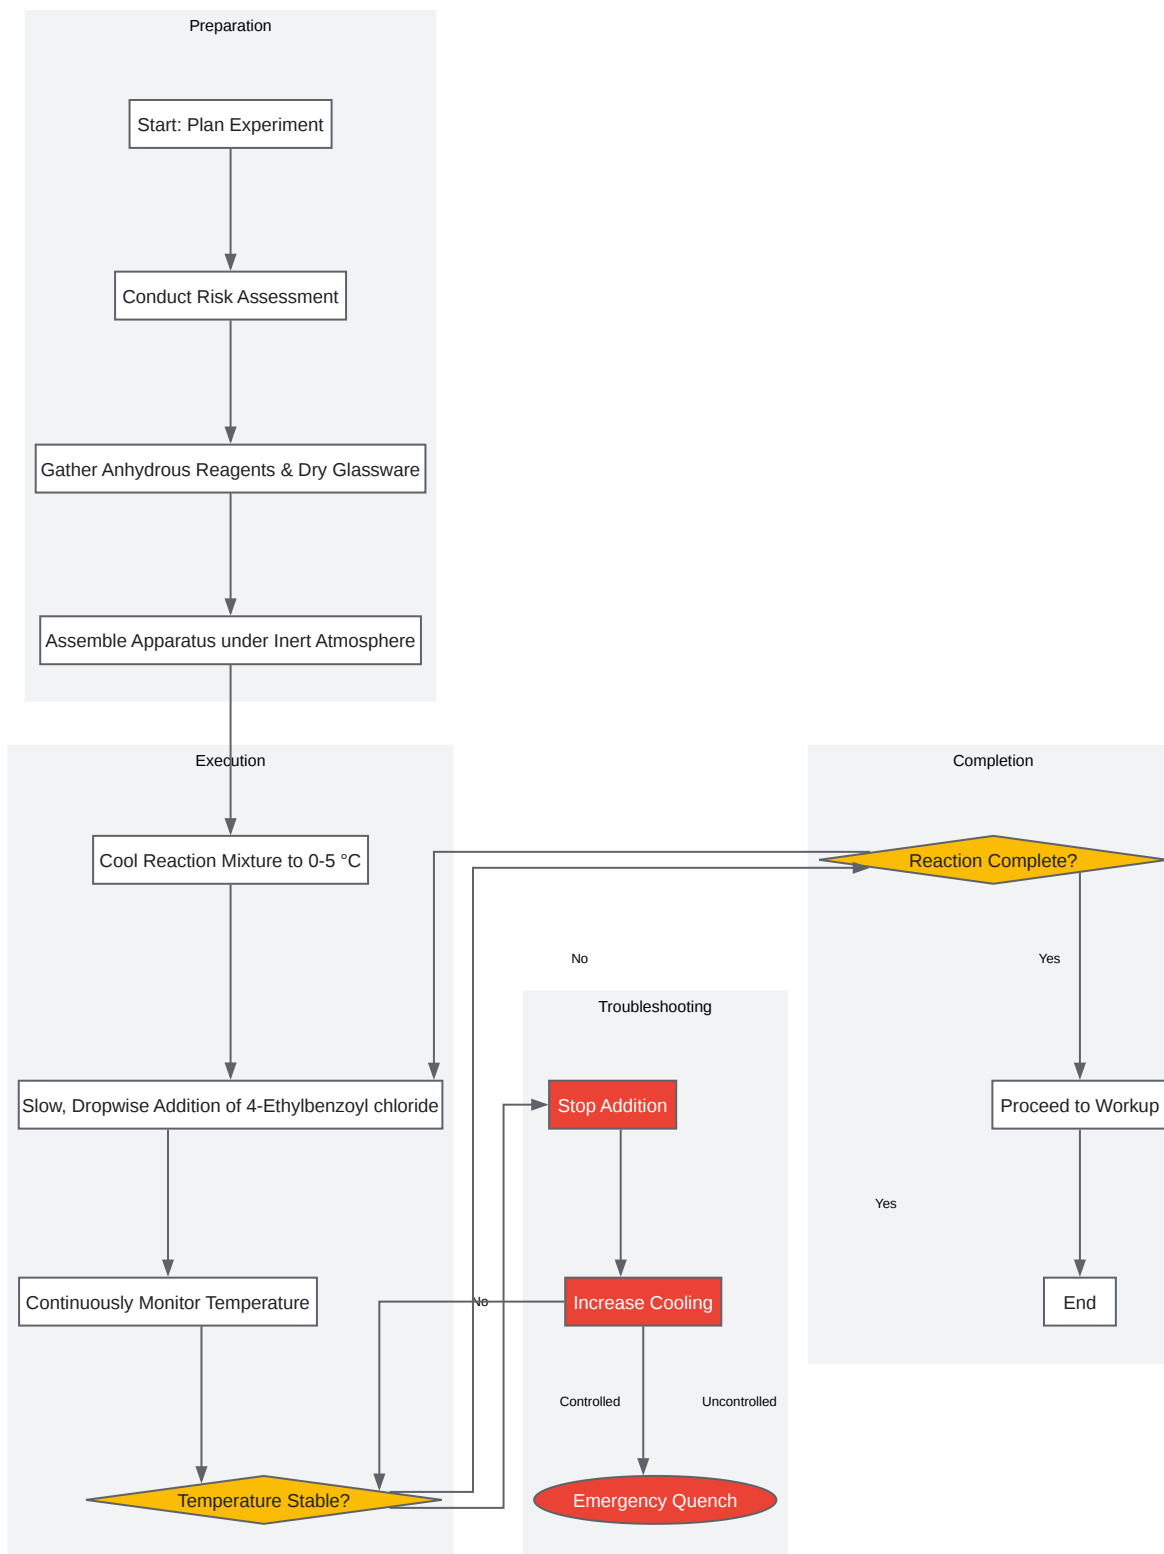 Preparation
Start: Plan Experiment
Conduct Risk Assessment
Gather Anhydrous Reagents & Dry Glassware
Assemble Apparatus under Inert Atmosphere
Execution
Cool Reaction Mixture to 0-5 °C
Slow, Dropwise Addition of 4-Ethylbenzoyl chloride
Continuously Monitor Temperature
Temperature Stable?
No
No
Troubleshooting
Stop Addition
Increase Cooling
Controlled
Uncontrolled
Emergency Quench
Completion
Reaction Complete?
Yes
Proceed to Workup
Yes
End